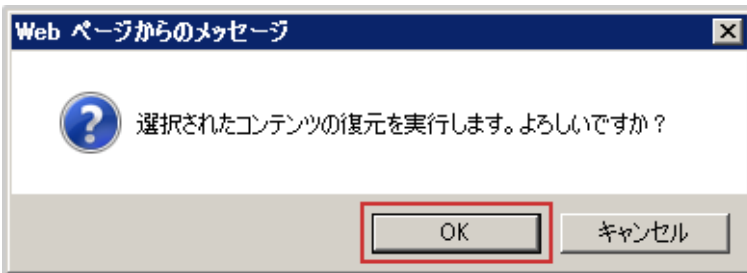 Web ページからのメッセージ
選択されたコンテンツの復元を実行します。よろしいですか？
OK
キャンセル